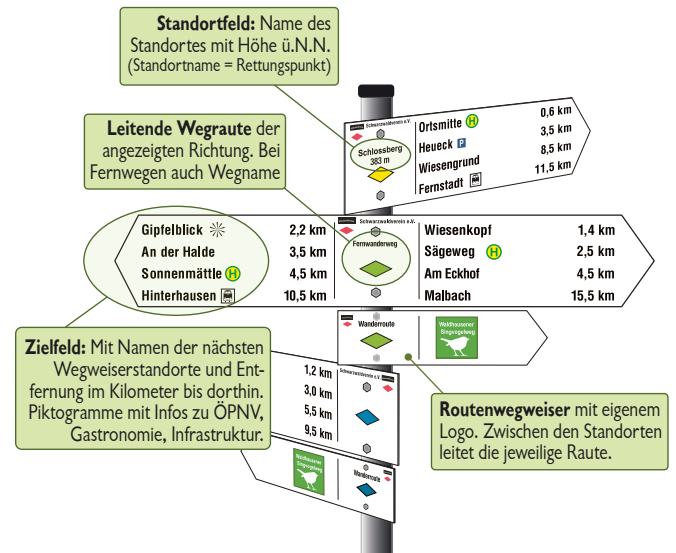 Standortfeld: Name des
Standortes mit Höhe ü.N.N.
(Standortname = Rettungspunkt)
Leitende Wegraute der
angezeigten Richtung. Bei
Fernwegen auch Wegname
Schwarzwaldverein e.V.
Schlossberg
383 m
Ortsmitte H 0,6 km
Heueck P 3,5 km
Wiesengrund 8,5 km
Fernstadt 11,5 km
Gipfelblick 2,2 km
An der Halde 3,5 km
Sonnenmättle H 4,5 km
Hinterhausen 10,5 km
Schwarzwaldverein e.V.
Fernwanderweg
Wiesenkopf 1,4 km
Sägeweg H 2,5 km
Am Eckhof 4,5 km
Malbach 15,5 km
Wanderroute
Waldhausener
Singvogelweg
Zielfeld: Mit Namen der nächsten
Wegweiserstandorte und Ent-
fernung im Kilometer bis dorthin.
Piktogramme mit Infos zu ÖPNV,
Gastronomie, Infrastruktur.
1,2 km
3,0 km
5,5 km
9,5 km
Schwarzwaldverein e.V.
Routenwegweiser mit eigenem
Logo. Zwischen den Standorten
leitet die jeweilige Raute.
Waldhausener
Singvogelweg
Wanderroute